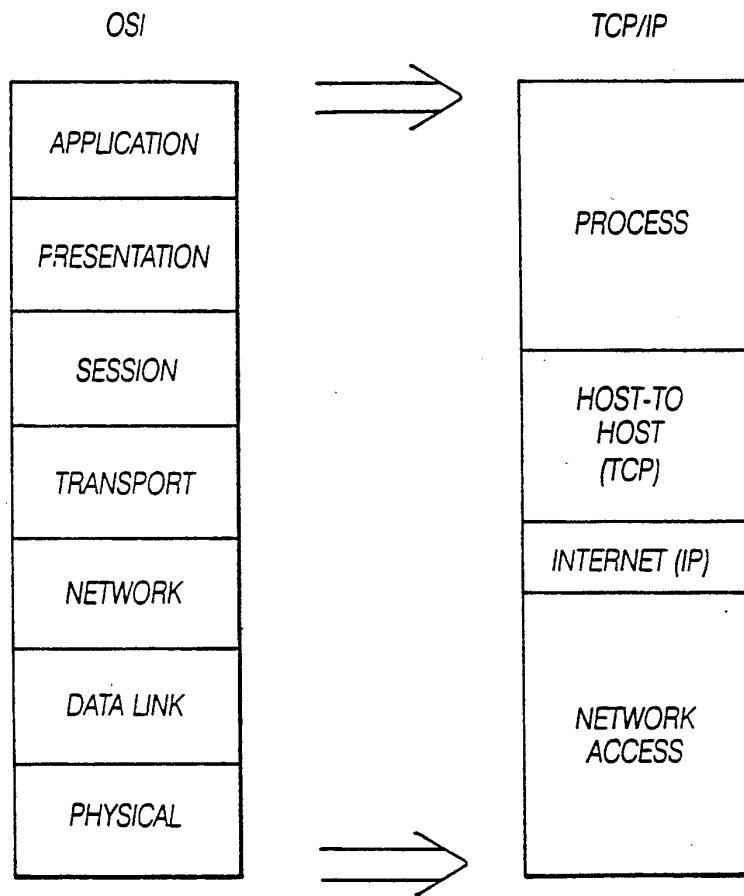 OSI
TCP/IP
APPLICATION
PRESENTATION
SESSION
TRANSPORT
NETWORK
DATA LINK
PHYSICAL
PROCESS
HOST-TO
HOST
(TCP)
INTERNET (IP)
NETWORK
ACCESS